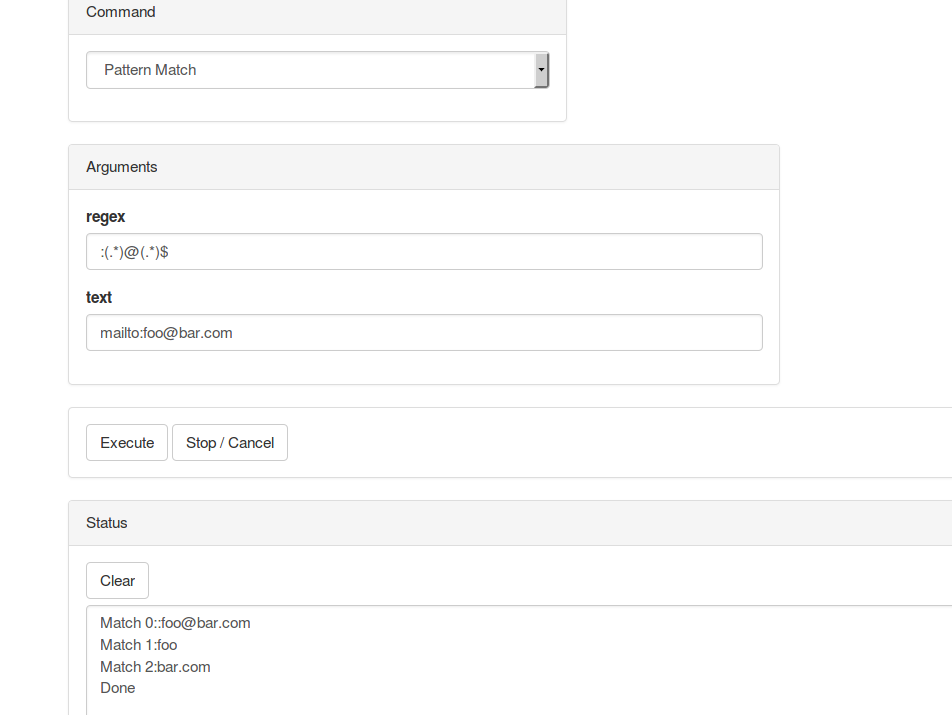 Command
Pattern Match
Arguments
regex
:(.*)@(.*)$
text
mailto:foo@bar.com
Execute
Stop / Cancel
Status
Clear
Match 0::foo@bar.com
Match 1:foo
Match 2:bar.com
Done